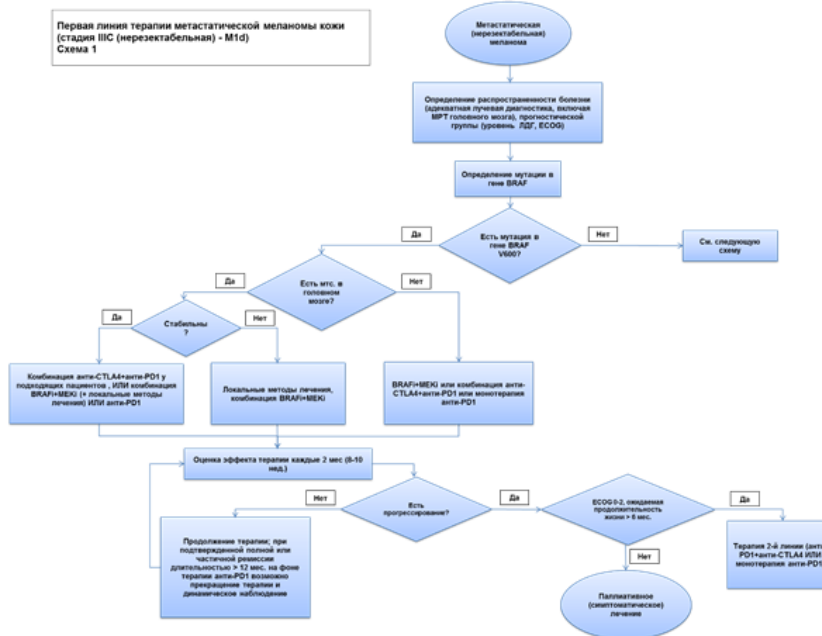 Первая линия терапии метастатической меланомы кожи
(стадия IIIC (нерезектабельная) - M1d)
Схема 1
Метастатическая
(нерезектабельная)
меланома
Определение распространенности болезни
(адекватная лучевая диагностика, включая
МРТ головного мозга), прогностической
группы (уровень ЛДГ, ECOG)
Определение мутации в
гене BRAF
Есть мутация в
гене BRAF
V600?
Да
Нет
См. следующую
схему
Есть мтс. в
головном
мозге?
Да
Нет
Стабильны
?
Да
Нет
Комбинация анти-CTLA4+анти-PD1 у
подходящих пациентов , ИЛИ комбинация
BRAFi+MEKi (+ локальные методы
лечения) ИЛИ анти-PD1
Локальные методы лечения,
комбинация BRAFi+MEKi
BRAFi+MEKi или комбинация анти-
CTLA4+анти-PD1 или монотерапия
анти-PD1
Оценка эффекта терапии каждые 2 мес (8-10
нед.)
Есть
прогрессирование?
Нет
Да
Продолжение терапии; при
подтвержденной полной или
частичной ремиссии
длительностью > 12 мес. на фоне
терапии анти-PD1 возможно
прекращение терапии и
динамическое наблюдение
ECOG 0-2, ожидаемая
продолжительность
жизни > 6 мес.
Да
Нет
Терапия 2-й линии (анти
PD1+анти-CTLA4 ИЛИ
монотерапия анти-PD1
Паллиативное
(симптоматическое)
лечение